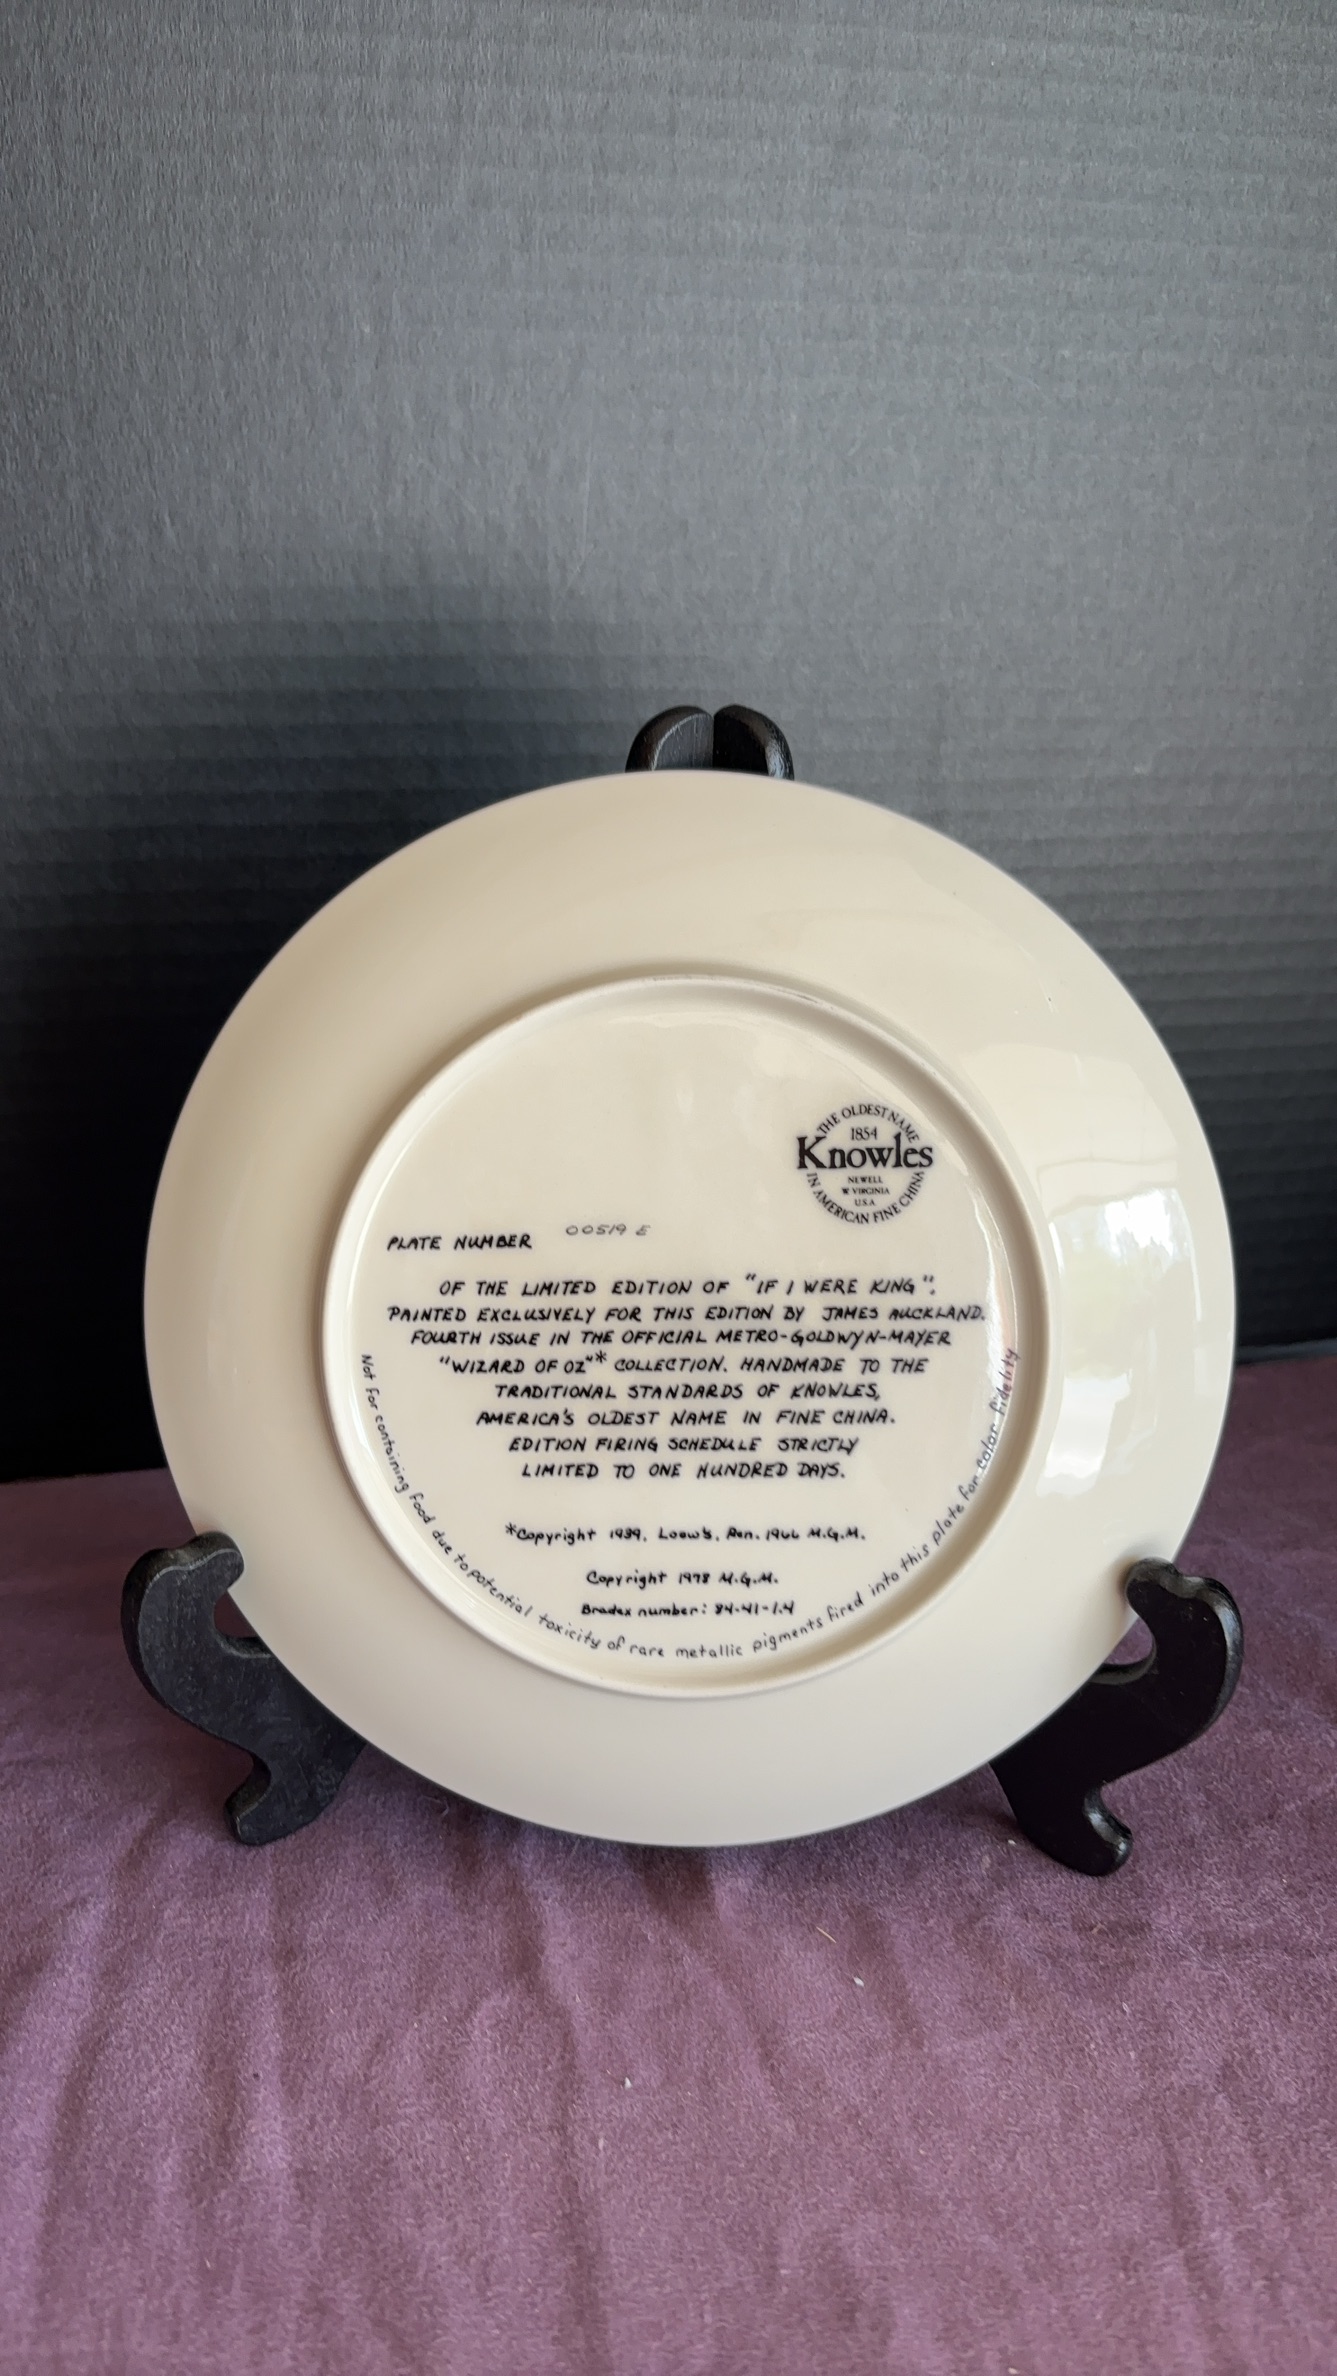 THE OLDEST NAME
1854
Knowles
NEWELL
W VIRGINIA
U.S.A
IN AMERICAN FINE CHINA
PLATE NUMBER 00519 E
OF THE LIMITED EDITION OF "IF I WERE KING".
PAINTED EXCLUSIVELY FOR THIS EDITION BY JAMES AUCKLAND.
FOURTH ISSUE IN THE OFFICIAL METRO-GOLDWYN-MAYER
"WIZARD OF OZ"* COLLECTION. HANDMADE TO THE
TRADITIONAL STANDARDS OF KNOWLES,
AMERICA'S OLDEST NAME IN FINE CHINA.
EDITION FIRING SCHEDULE STRICTLY
LIMITED TO ONE HUNDRED DAYS.
*Copyright 1939, Loew's, Ren. 1966 M.G.M.
Copyright 1978 M.G.M.
Bradex number: 84-41-1.4
Not for containing food due to potential toxicity of rare metallic pigments fired into this plate for color fidelity